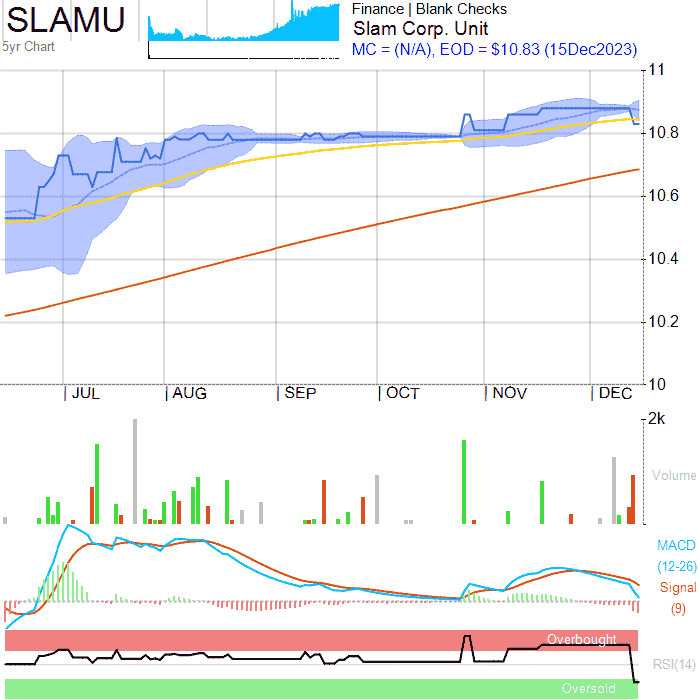 SLAMU
5yr Chart
Finance | Blank Checks
Slam Corp. Unit
MC = (N/A), EOD = $10.83 (15Dec2023)
11
10.8
10.6
10.4
10.2
10
JUL AUG SEP OCT NOV DEC
2k
Volume
MACD
(12-26)
Signal
(9)
Overbought
RSI(14)
Oversold